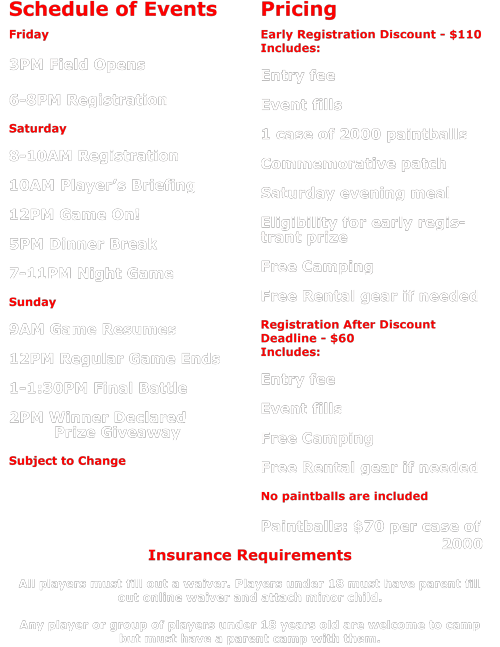 Schedule of Events
Friday
3PM Field Opens
6-8PM Registration
Saturday
8-10AM Registration
10AM Player's Briefing
12PM Game On!
5PM Dinner Break
7-11PM Night Game
Sunday
9AM Game Resumes
12PM Regular Game Ends
1-1:30PM Final Battle
2PM Winner Declared
Prize Giveaway
Subject to Change
Pricing
Early Registration Discount - $110
Includes:
Entry fee
Event fills
1 case of 2000 paintballs
Commemorative patch
Saturday evening meal
Eligibility for early regis-
trant prize
Free Camping
Free Rental gear if needed
Registration After Discount
Deadline - $60
Includes:
Entry fee
Event fills
Free Camping
Free Rental gear if needed
No paintballs are included
Paintballs: $70 per case of
2000
Insurance Requirements
All players must fill out a waiver. Players under 18 must have parent fill
out online waiver and attach minor child.
Any player or group of players under 18 years old are welcome to camp
but must have a parent camp with them.